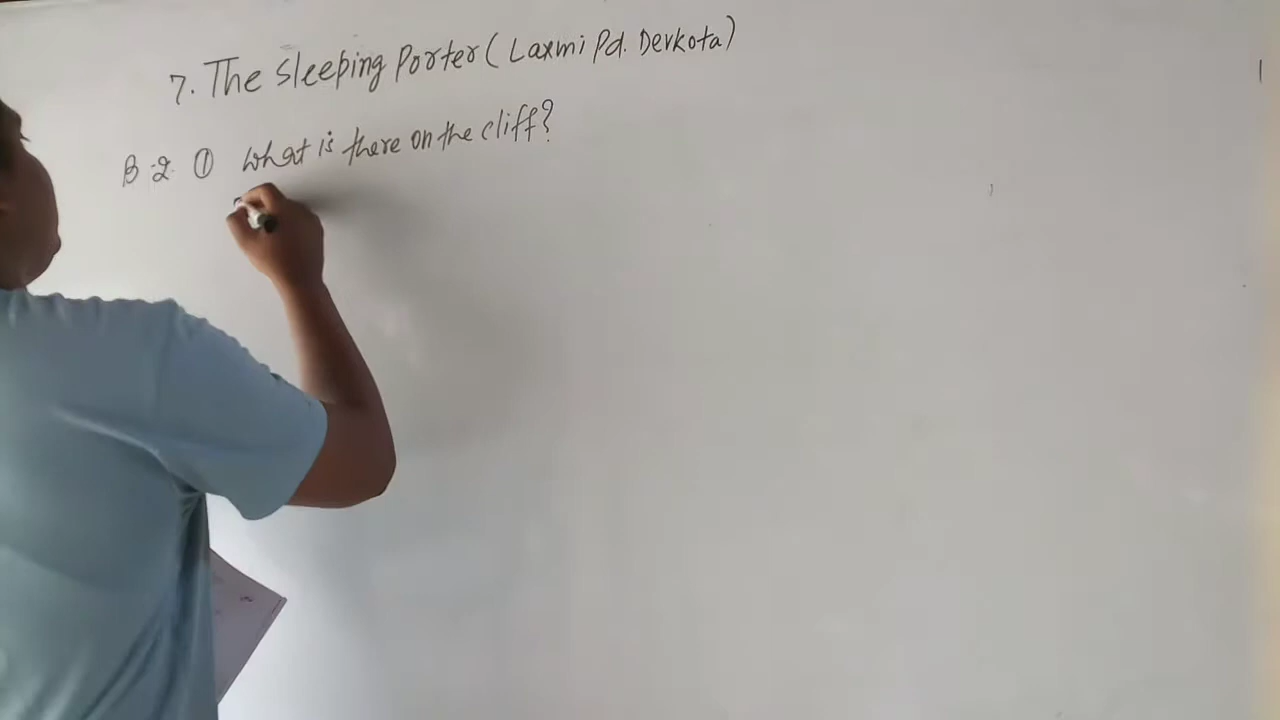 7. The Sleeping Porter (Laxmi Pd. Devkota)
B. 2. ① What is there on the cliff?